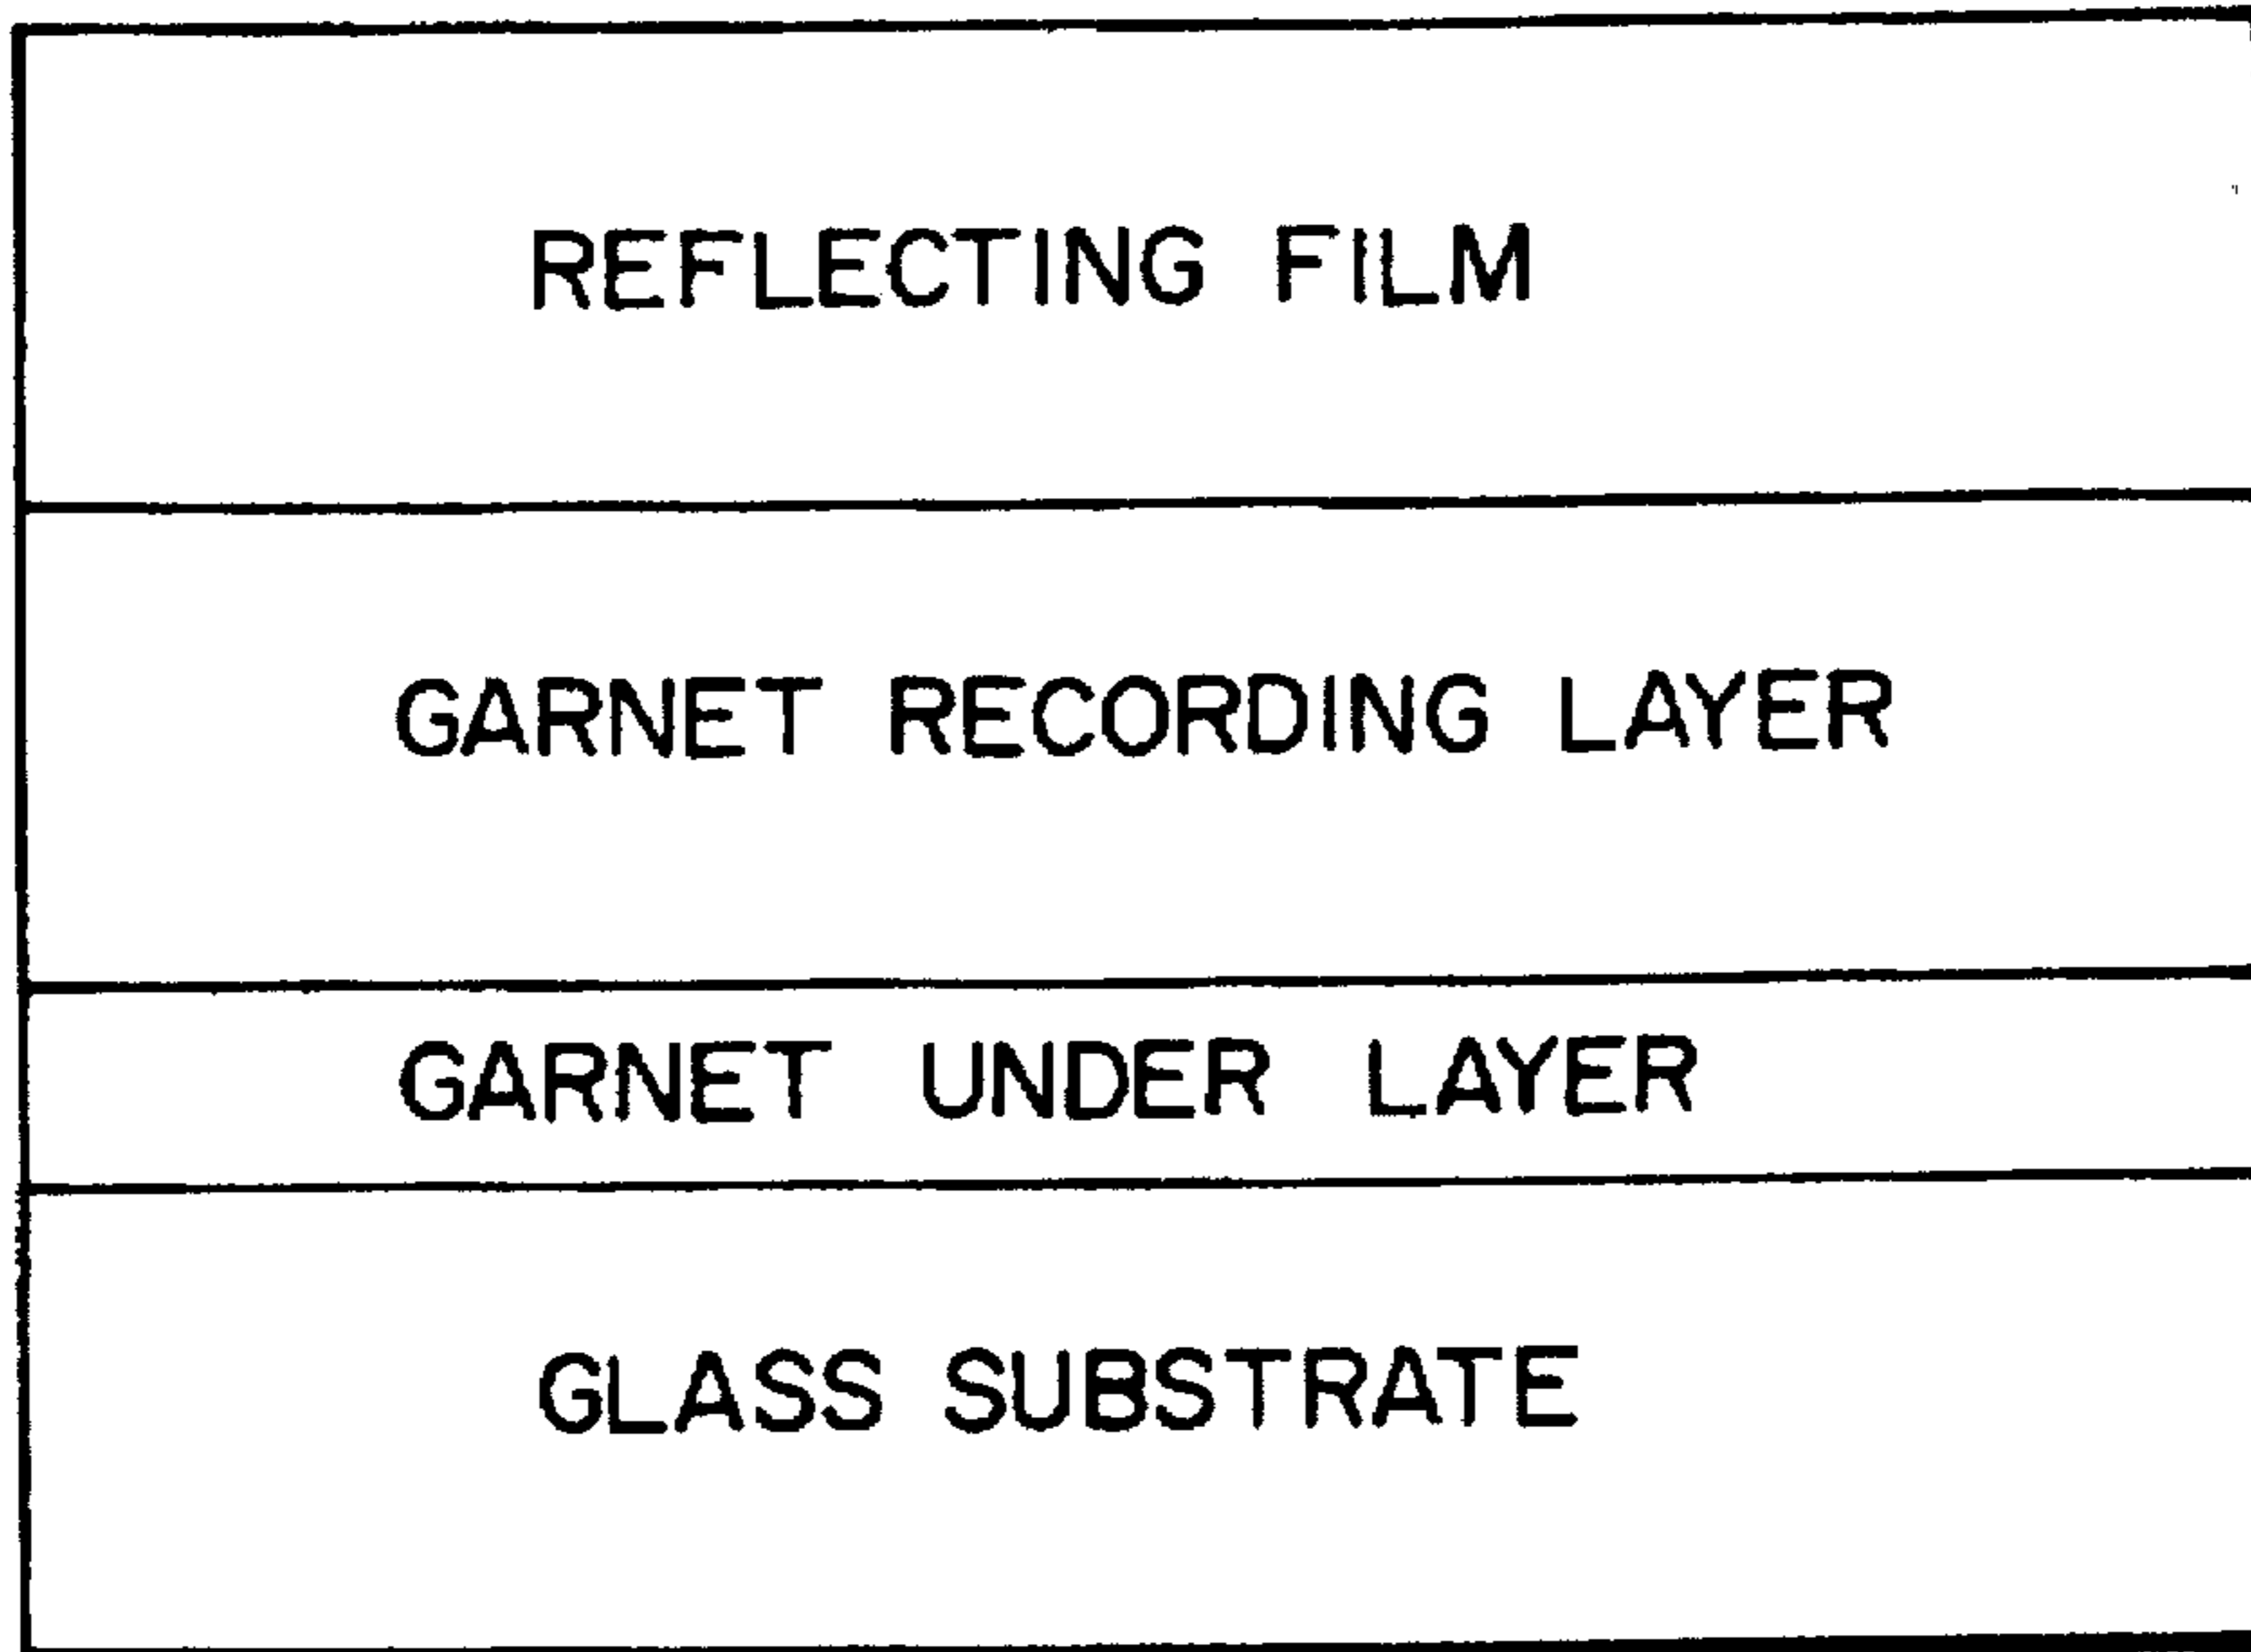 REFLECTING FILM
GARNET RECORDING LAYER
GARNET UNDER LAYER
GLASS SUBSTRATE